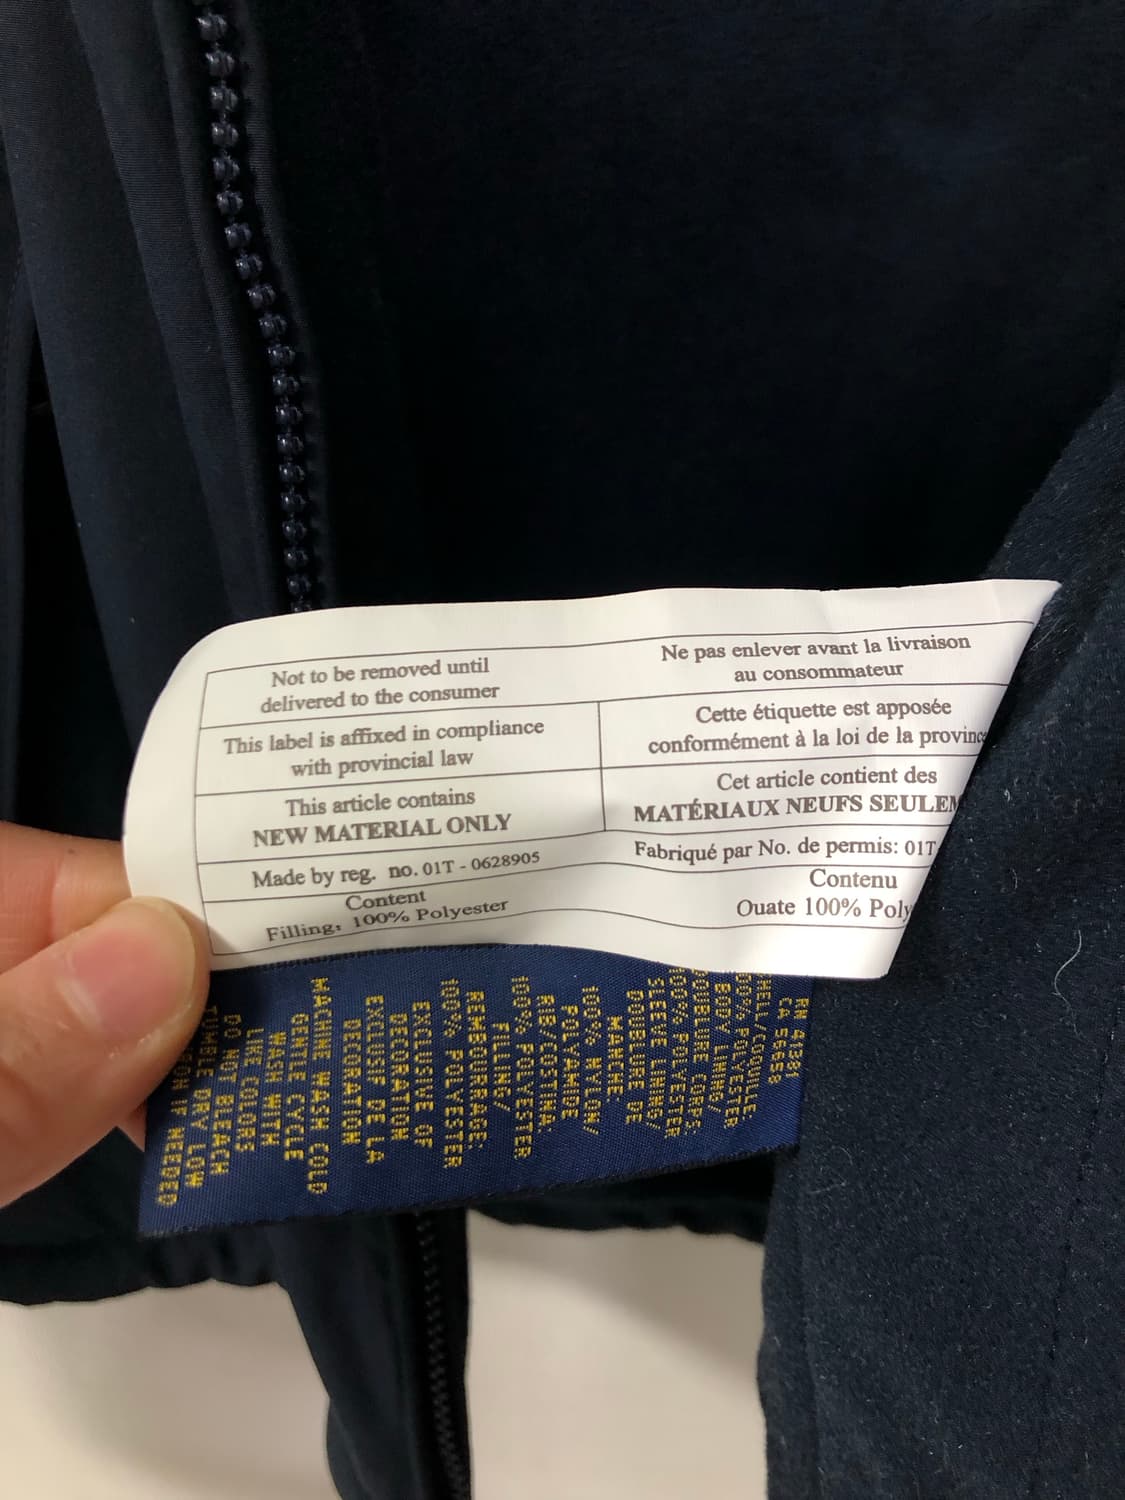 Not to be removed until
delivered to the consumer
Ne pas enlever avant la livraison
au consommateur
This label is affixed in compliance
with provincial law
Cette étiquette est apposée
conformément à la loi de la provinc
This article contains
NEW MATERIAL ONLY
Cet article contient des
MATÉRIAUX NEUFS SEULEM
Made by reg. no. 01T - 0628905
Fabriqué par No. de permis: 01T
Content
Filling: 100% Polyester
Contenu
Ouate 100% Poly
RN 41381
CA 56658
SHELL/COQUILLE:
100% POLYESTER
BODY LINING/
DOUBLURE CORPS:
100% POLYESTER
SLEEVE LINING/
DOUBLURE DE
MANCHE
100% NYLON/
POLYAMIDE
RIB/COSTINA
100% POLYESTER
FILLING/
REMBOURRAGE:
100% POLYESTER
EXCLUSIVE OF
DECORATION
EXCLUSIF DE LA
DECORATION
MACHINE WASH COLD
GENTLE CYCLE
WASH WITH
LIKE COLORS
DO NOT BLEACH
TUMBLE DRY LOW
IRON IF NEEDED